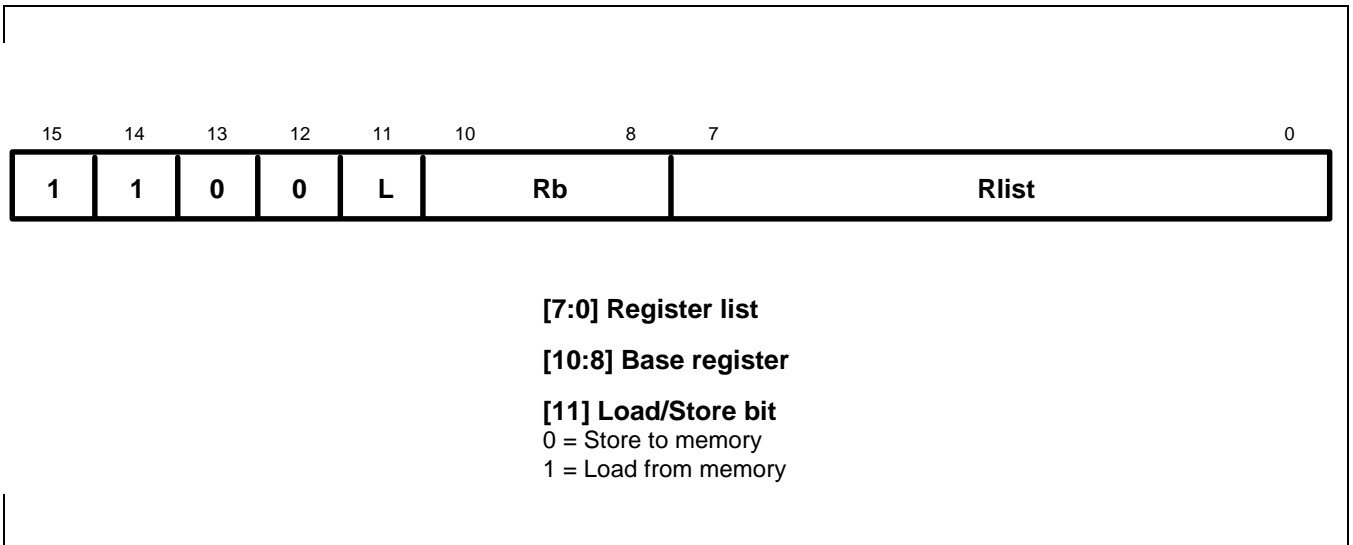 15 14 13 12 11 10 8 7 0
1 1 0 0 L Rb Rlist
[7:0] Register list
[10:8] Base register
[11] Load/Store bit
0 = Store to memory
1 = Load from memory